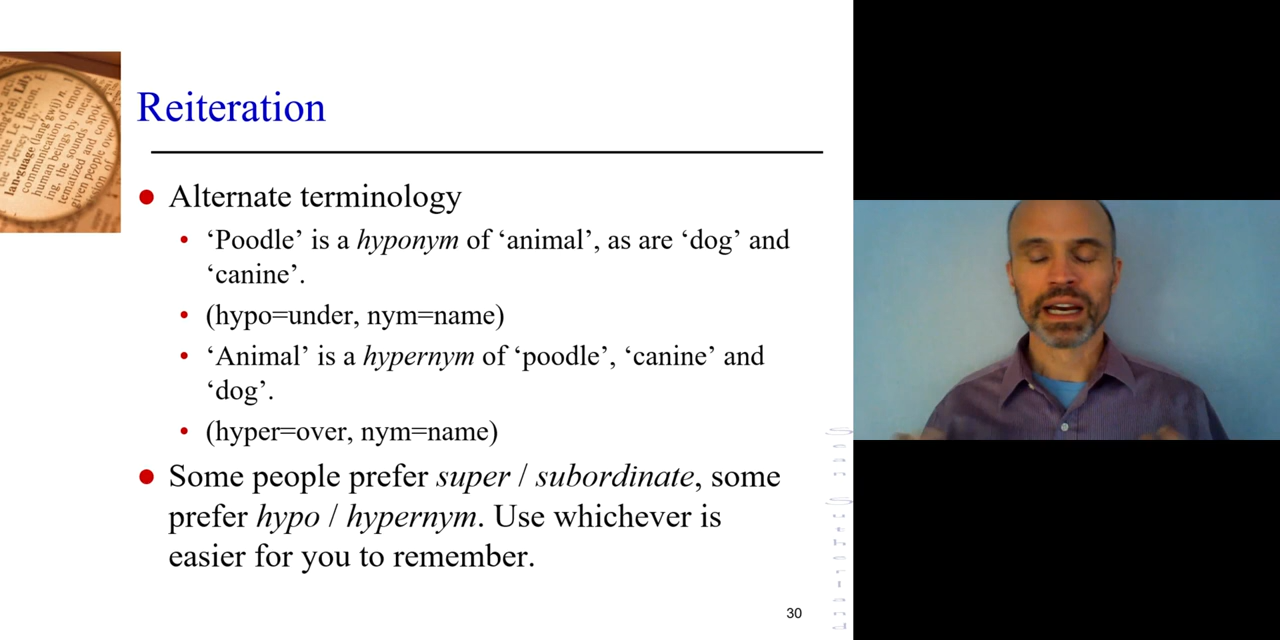 Reiteration
● Alternate terminology
• ‘Poodle’ is a hyponym of ‘animal’, as are ‘dog’ and
‘canine’.
• (hypo=under, nym=name)
• ‘Animal’ is a hypernym of ‘poodle’, ‘canine’ and
‘dog’.
• (hyper=over, nym=name)
● Some people prefer super / subordinate, some
prefer hypo / hypernym. Use whichever is
easier for you to remember.
30